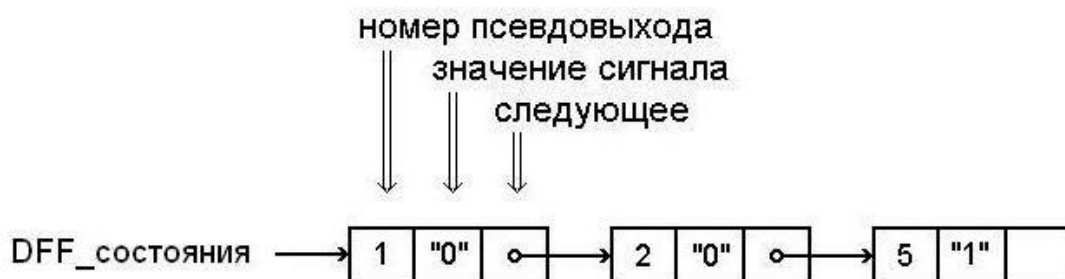 номер псевдовыхода
значение сигнала
следующее
DFF_состояния 1 "0" 2 "0" 5 "1"